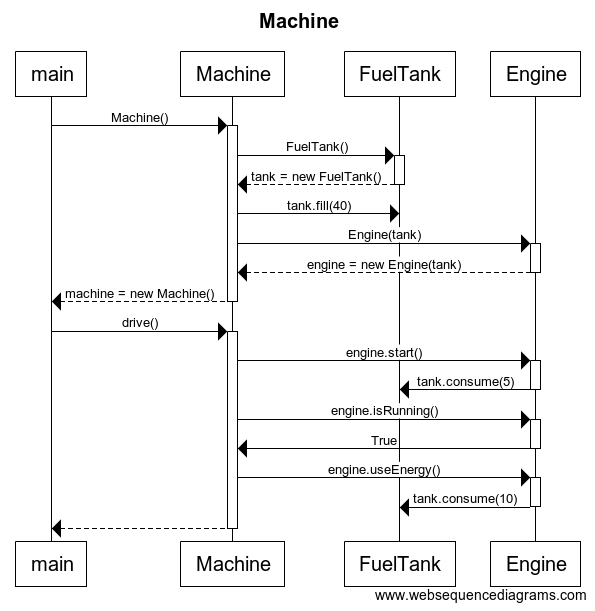 Machine
main Machine FuelTank Engine
Machine()
FuelTank()
tank = new FuelTank()
tank.fill(40)
Engine(tank)
engine = new Engine(tank)
machine = new Machine()
drive()
engine.start()
tank.consume(5)
engine.isRunning()
True
engine.useEnergy()
tank.consume(10)
main Machine FuelTank Engine
www.websequencediagrams.com